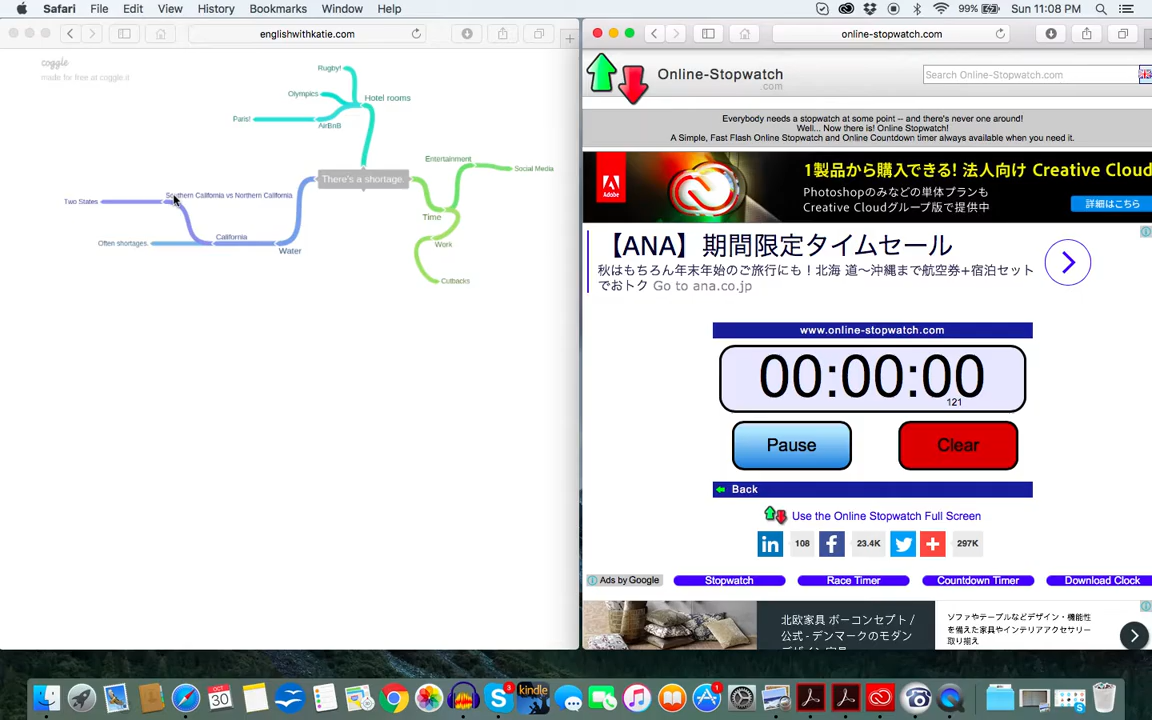 Safari File Edit View History Bookmarks Window Help 99% Sun 11:08 PM
englishwithkatie.com
coggle
made for free at coggle.it
Rugby!
Olympics
Hotel rooms
Paris!
AirBnB
Entertainment
Social Media
There's a shortage.
Southern California vs Northern California
Two States
Time
California
Often shortages.
Water
Work
Cutbacks
online-stopwatch.com
Online-Stopwatch
.com
Search Online-Stopwatch.com
Everybody needs a stopwatch at some point -- and there's never one around!
Well... Now there is! Online Stopwatch!
A Simple, Fast Flash Online Stopwatch and Online Countdown timer always available when you need it.
Adobe
1製品から購入できる! 法人向け Creative Cloud
Photoshopのみなどの単体プランも
Creative Cloudグループ版で提供中
詳細はこちら
【ANA】期間限定タイムセール
秋はもちろん年末年始のご旅行にも！北海道～沖縄まで航空券+宿泊セット
でおトク Go to ana.co.jp
www.online-stopwatch.com
00:00:00
121
Pause Clear
Back
Use the Online Stopwatch Full Screen
in 108 f 23.4K 297K
Ads by Google Stopwatch Race Timer Countdown Timer Download Clock
北欧家具 ボーコンセプト /
公式 - デンマークのモダン
ソファやテーブルなどデザイン・機能性
を備えた家具やインテリアアクセサリー
取り揃え
OCT
30
3
kindle
1